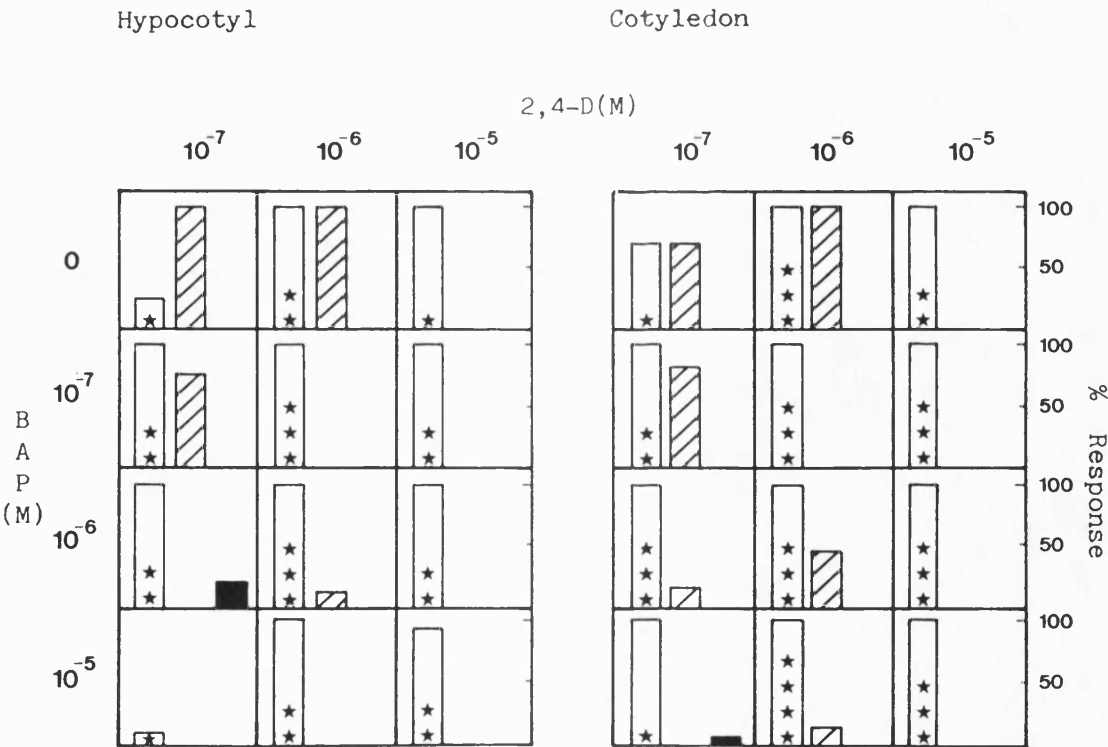 Hypocotyl Cotyledon
2,4-D(M)
10⁻⁷ 10⁻⁶ 10⁻⁵ 10⁻⁷ 10⁻⁶ 10⁻⁵
0 100
50
10⁻⁷ 100
50
10⁻⁶ 100
50
10⁻⁵ 100
50
BAP(M)
% Response